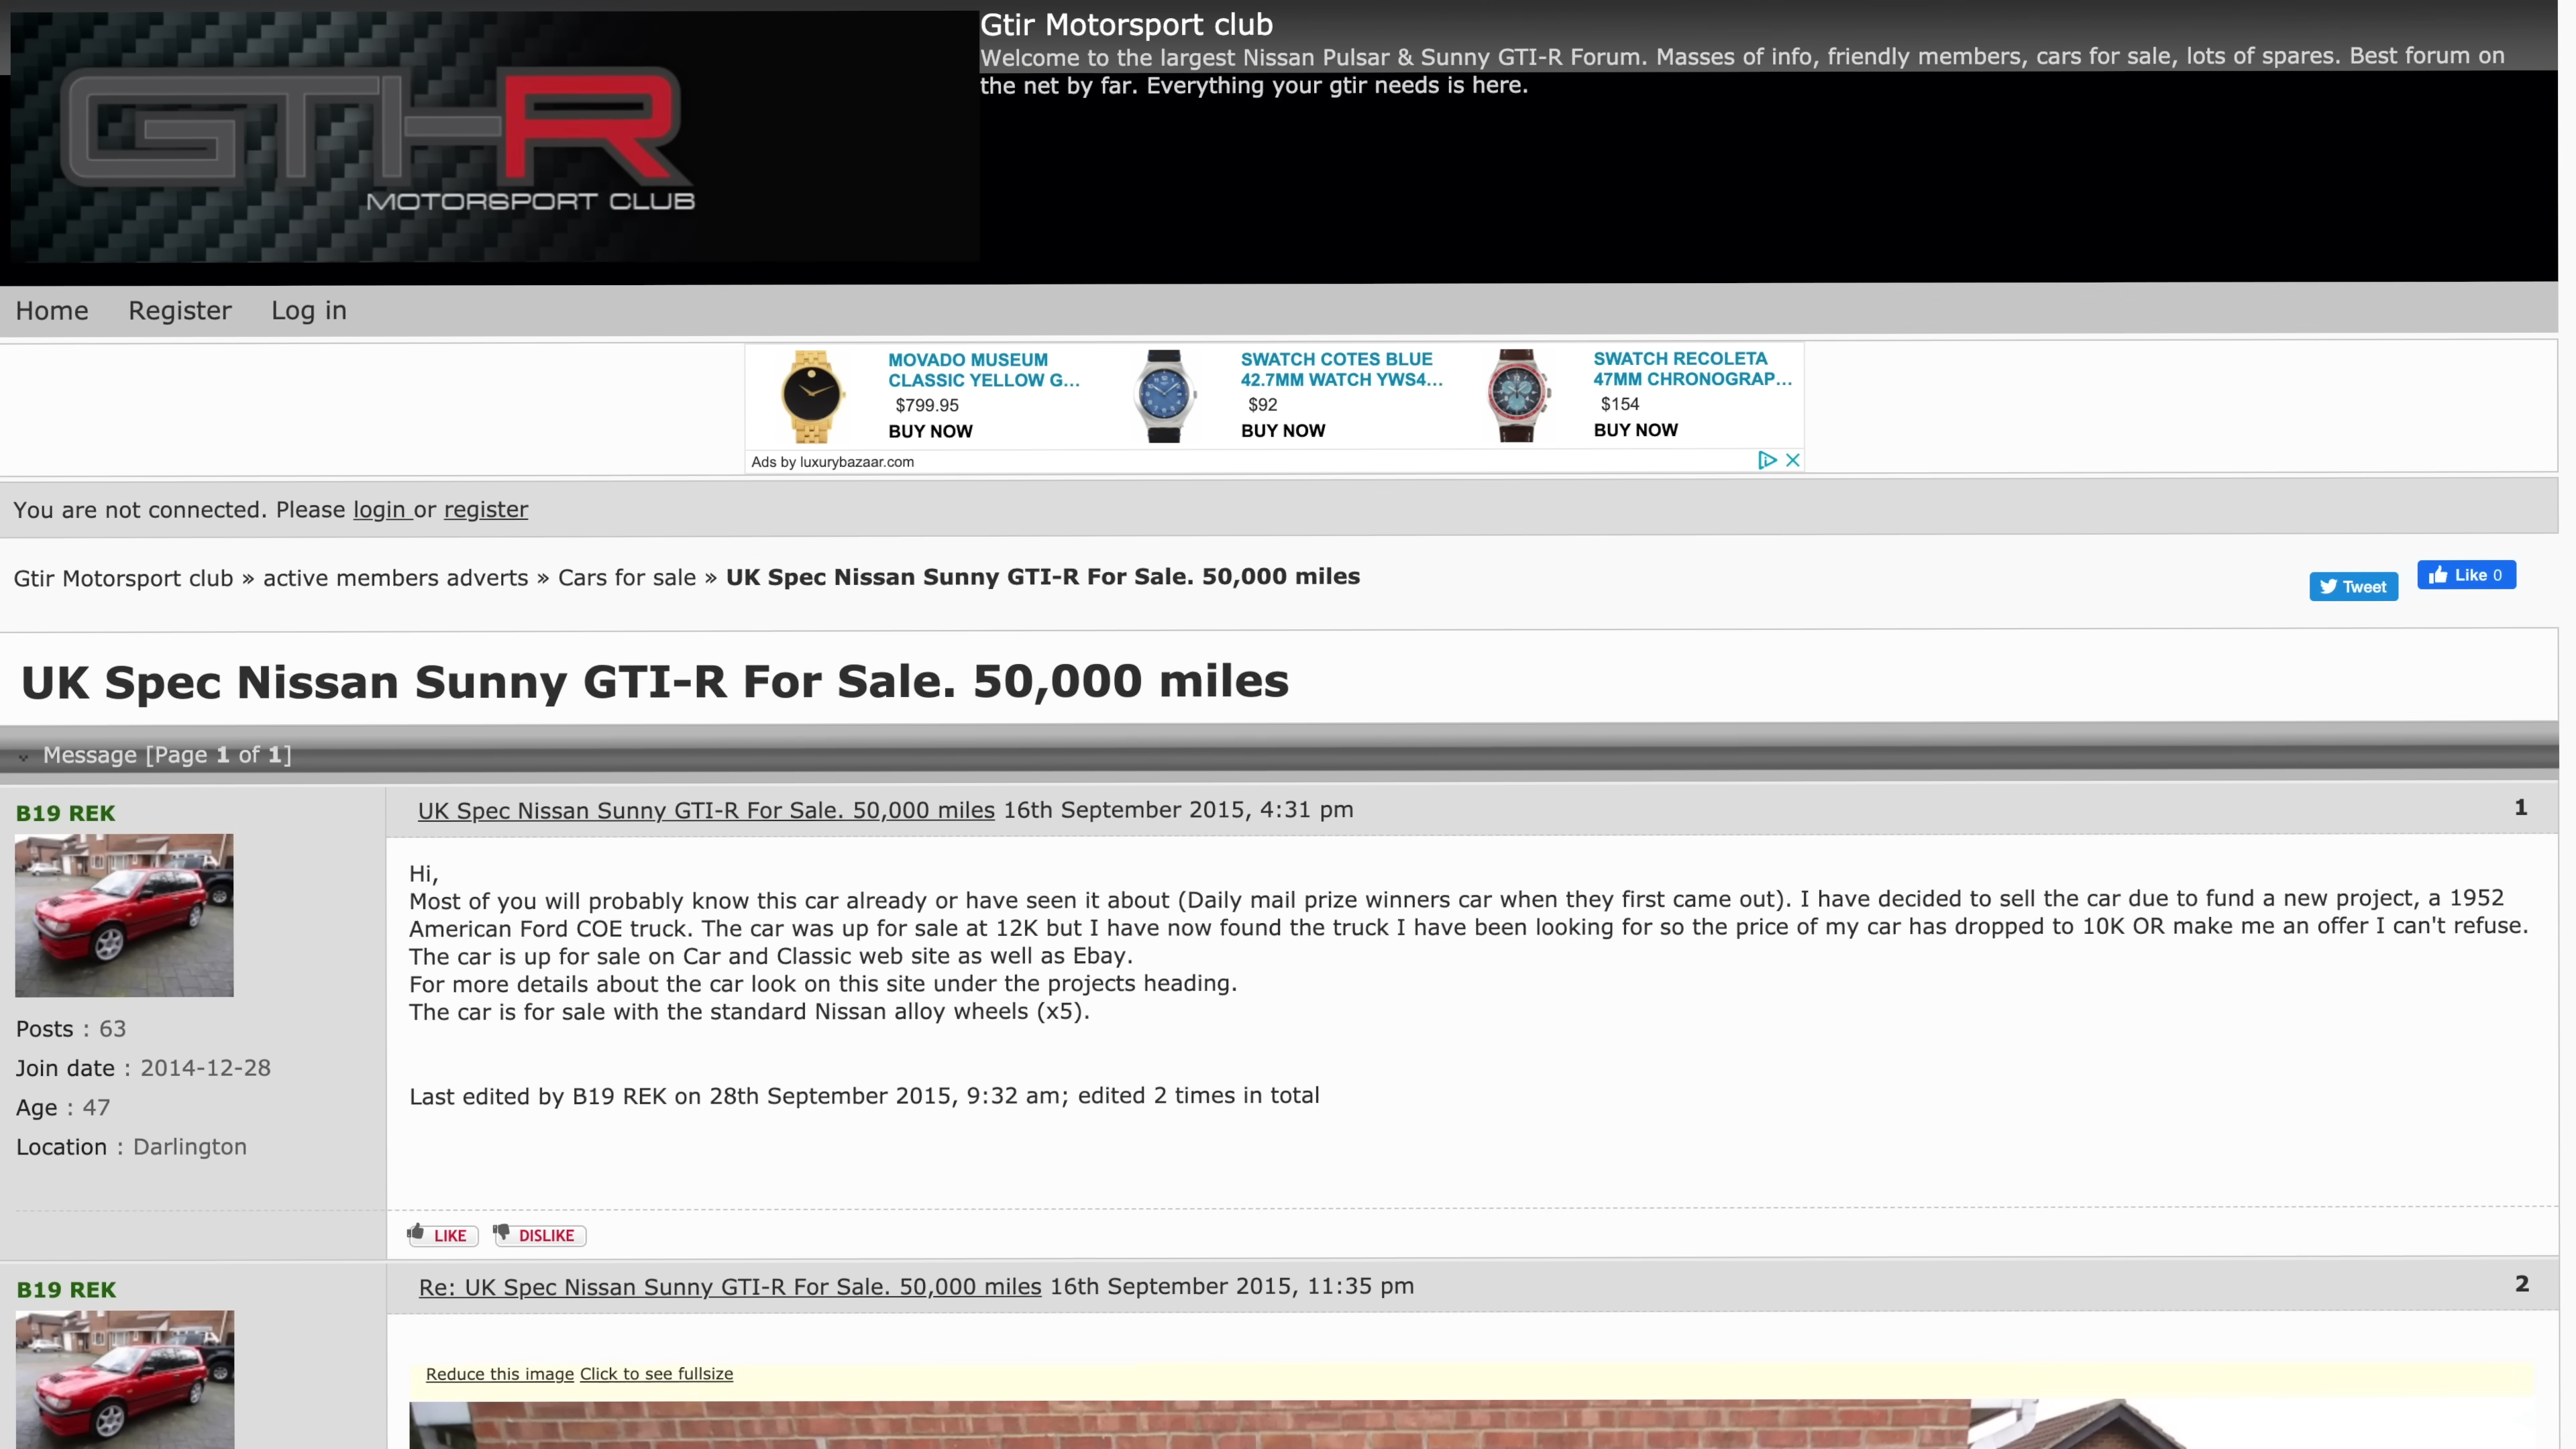 GTI-R
MOTORSPORT CLUB
Gtir Motorsport club
Welcome to the largest Nissan Pulsar & Sunny GTI-R Forum. Masses of info, friendly members, cars for sale, lots of spares. Best forum on
the net by far. Everything your gtir needs is here.
Home Register Log in
MOVADO MUSEUM
CLASSIC YELLOW G...
$799.95
BUY NOW
SWATCH COTES BLUE
42.7MM WATCH YWS4...
$92
BUY NOW
SWATCH RECOLETA
47MM CHRONOGRAP...
$154
BUY NOW
Ads by luxurybazaar.com
You are not connected. Please login or register
Gtir Motorsport club » active members adverts » Cars for sale » UK Spec Nissan Sunny GTI-R For Sale. 50,000 miles
Tweet
Like 0
UK Spec Nissan Sunny GTI-R For Sale. 50,000 miles
Message [Page 1 of 1]
B19 REK
Posts : 63
Join date : 2014-12-28
Age : 47
Location : Darlington
UK Spec Nissan Sunny GTI-R For Sale. 50,000 miles 16th September 2015, 4:31 pm
1
Hi,
Most of you will probably know this car already or have seen it about (Daily mail prize winners car when they first came out). I have decided to sell the car due to fund a new project, a 1952
American Ford COE truck. The car was up for sale at 12K but I have now found the truck I have been looking for so the price of my car has dropped to 10K OR make me an offer I can't refuse.
The car is up for sale on Car and Classic web site as well as Ebay.
For more details about the car look on this site under the projects heading.
The car is for sale with the standard Nissan alloy wheels (x5).
Last edited by B19 REK on 28th September 2015, 9:32 am; edited 2 times in total
LIKE DISLIKE
B19 REK
Re: UK Spec Nissan Sunny GTI-R For Sale. 50,000 miles 16th September 2015, 11:35 pm
2
Reduce this image Click to see fullsize